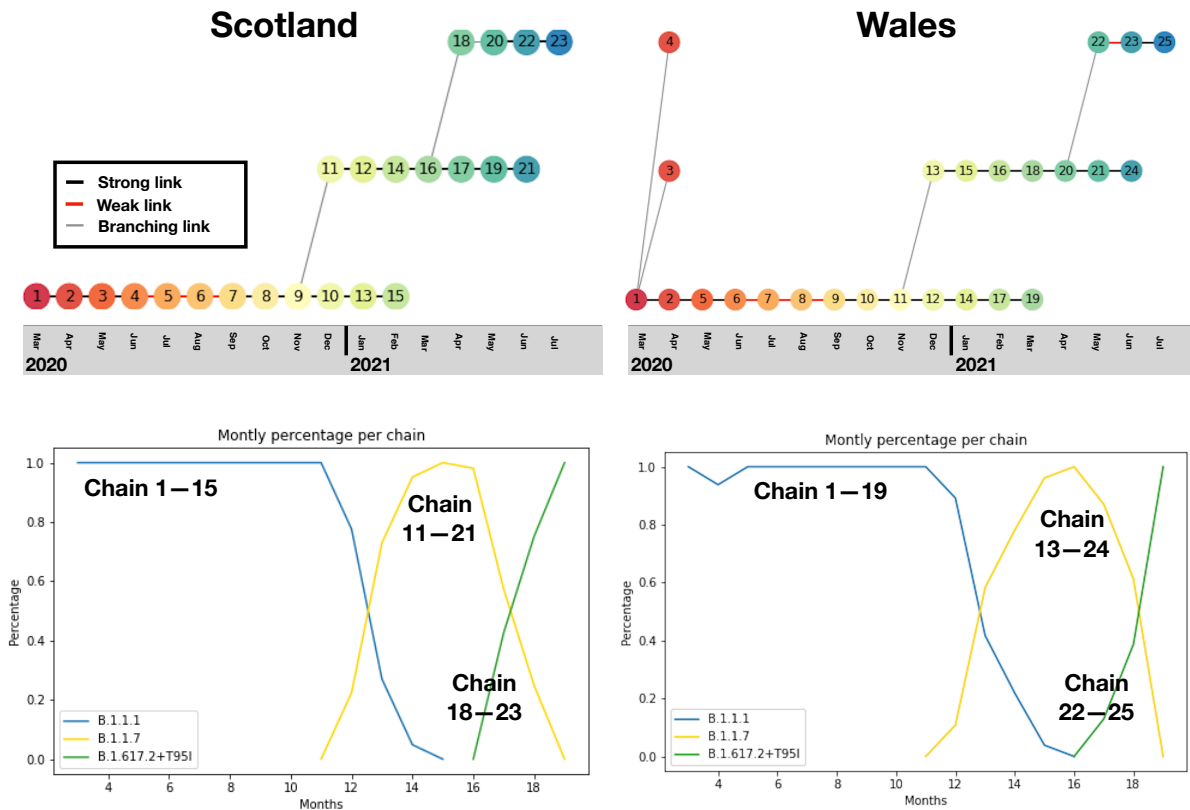 Scotland
18 20 22 23
11 12 14 16 17 19 21
Strong link
Weak link
Branching link
1 2 3 4 5 6 7 8 9 10 13 15
Mar Apr May Jun Jul Aug Sep Oct Nov Dec Jan Feb Mar Apr May Jun Jul
2020 2021
Wales
4 22 23 25
3 13 15 16 18 20 21 24
1 2 5 6 7 8 9 10 11 12 14 17 19
Mar Apr May Jun Jul Aug Sep Oct Nov Dec Jan Feb Mar Apr May Jun Jul
2020 2021
Montly percentage per chain
Percentage
1.0
0.8
0.6
0.4
0.2
0.0
Chain 1—15
Chain
11—21
Chain
18—23
B.1.1.1
B.1.1.7
B.1.617.2+T95I
4 6 8 10 12 14 16 18
Months
Montly percentage per chain
Percentage
1.0
0.8
0.6
0.4
0.2
0.0
Chain 1—19
Chain
13—24
Chain
22—25
B.1.1.1
B.1.1.7
B.1.617.2+T95I
4 6 8 10 12 14 16 18
Months